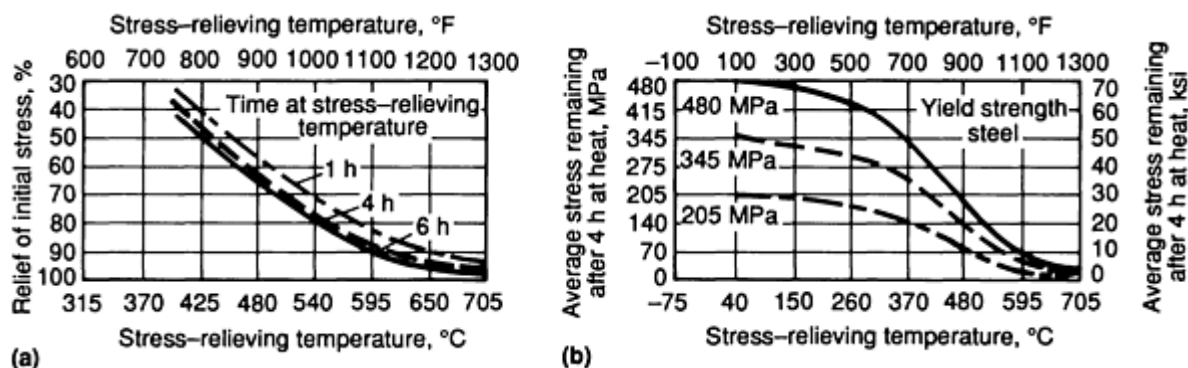 Stress–relieving temperature, °F
600 700 800 900 1000 1100 1200 1300
Relief of initial stress, %
30
40
50
60
70
80
90
100
Time at stress–relieving
temperature
1 h
4 h
6 h
315 370 425 480 540 595 650 705
Stress–relieving temperature, °C
(a)
Stress–relieving temperature, °F
–100 100 300 500 700 900 1100 1300
Average stress remaining
after 4 h at heat, MPa
480
415
345
275
205
140
70
0
480 MPa
345 MPa
205 MPa
Yield strength
steel
70
60
50
40
30
20
10
0
Average stress remaining
after 4 h at heat, ksi
–75 40 150 260 370 480 595 705
Stress–relieving temperature, °C
(b)